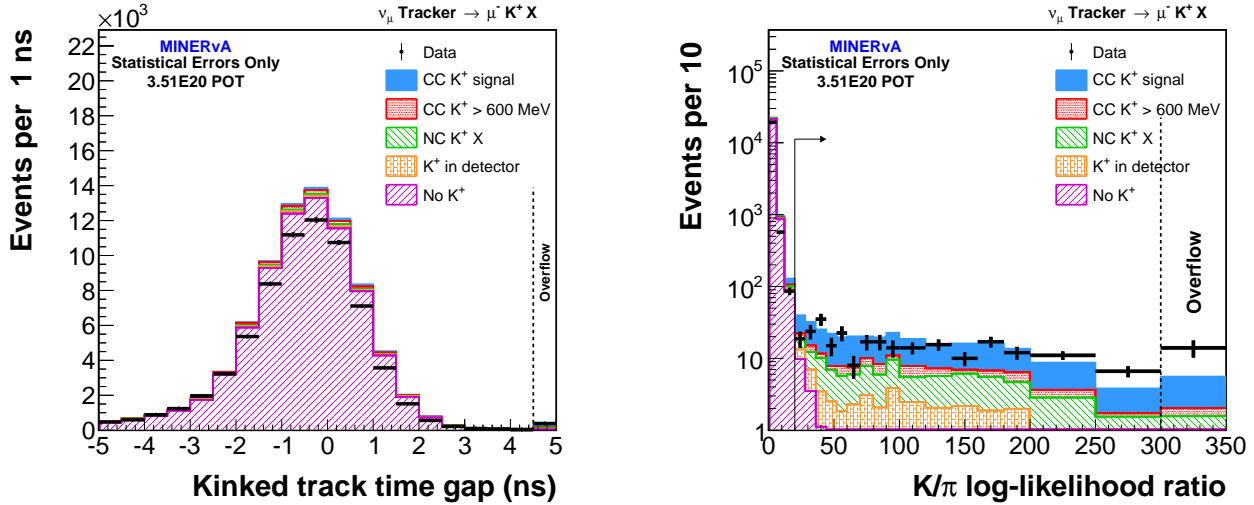 ν_μ Tracker → μ⁻ K⁺ X
×10³
MINERνA
Statistical Errors Only
3.51E20 POT
Data
CC K⁺ signal
CC K⁺ > 600 MeV
NC K⁺ X
K⁺ in detector
No K⁺
Overflow
Events per 1 ns
22
20
18
16
14
12
10
8
6
4
2
0
-5 -4 -3 -2 -1 0 1 2 3 4 5
Kinked track time gap (ns)
ν_μ Tracker → μ⁻ K⁺ X
MINERνA
Statistical Errors Only
3.51E20 POT
Data
CC K⁺ signal
CC K⁺ > 600 MeV
NC K⁺ X
K⁺ in detector
No K⁺
Overflow
Events per 10
10⁵
10⁴
10³
10²
10
1
0 50 100 150 200 250 300 350
K/π log-likelihood ratio